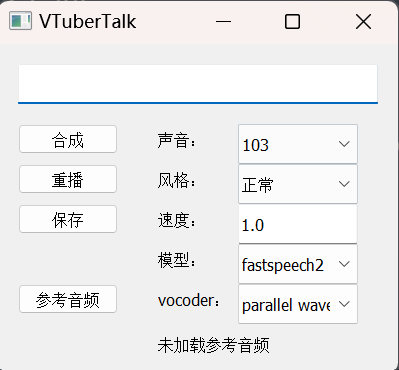 VTuberTalk
合成 声音： 103
重播 风格： 正常
保存 速度： 1.0
模型： fastspeech2
参考音频 vocoder： parallel wave
未加载参考音频